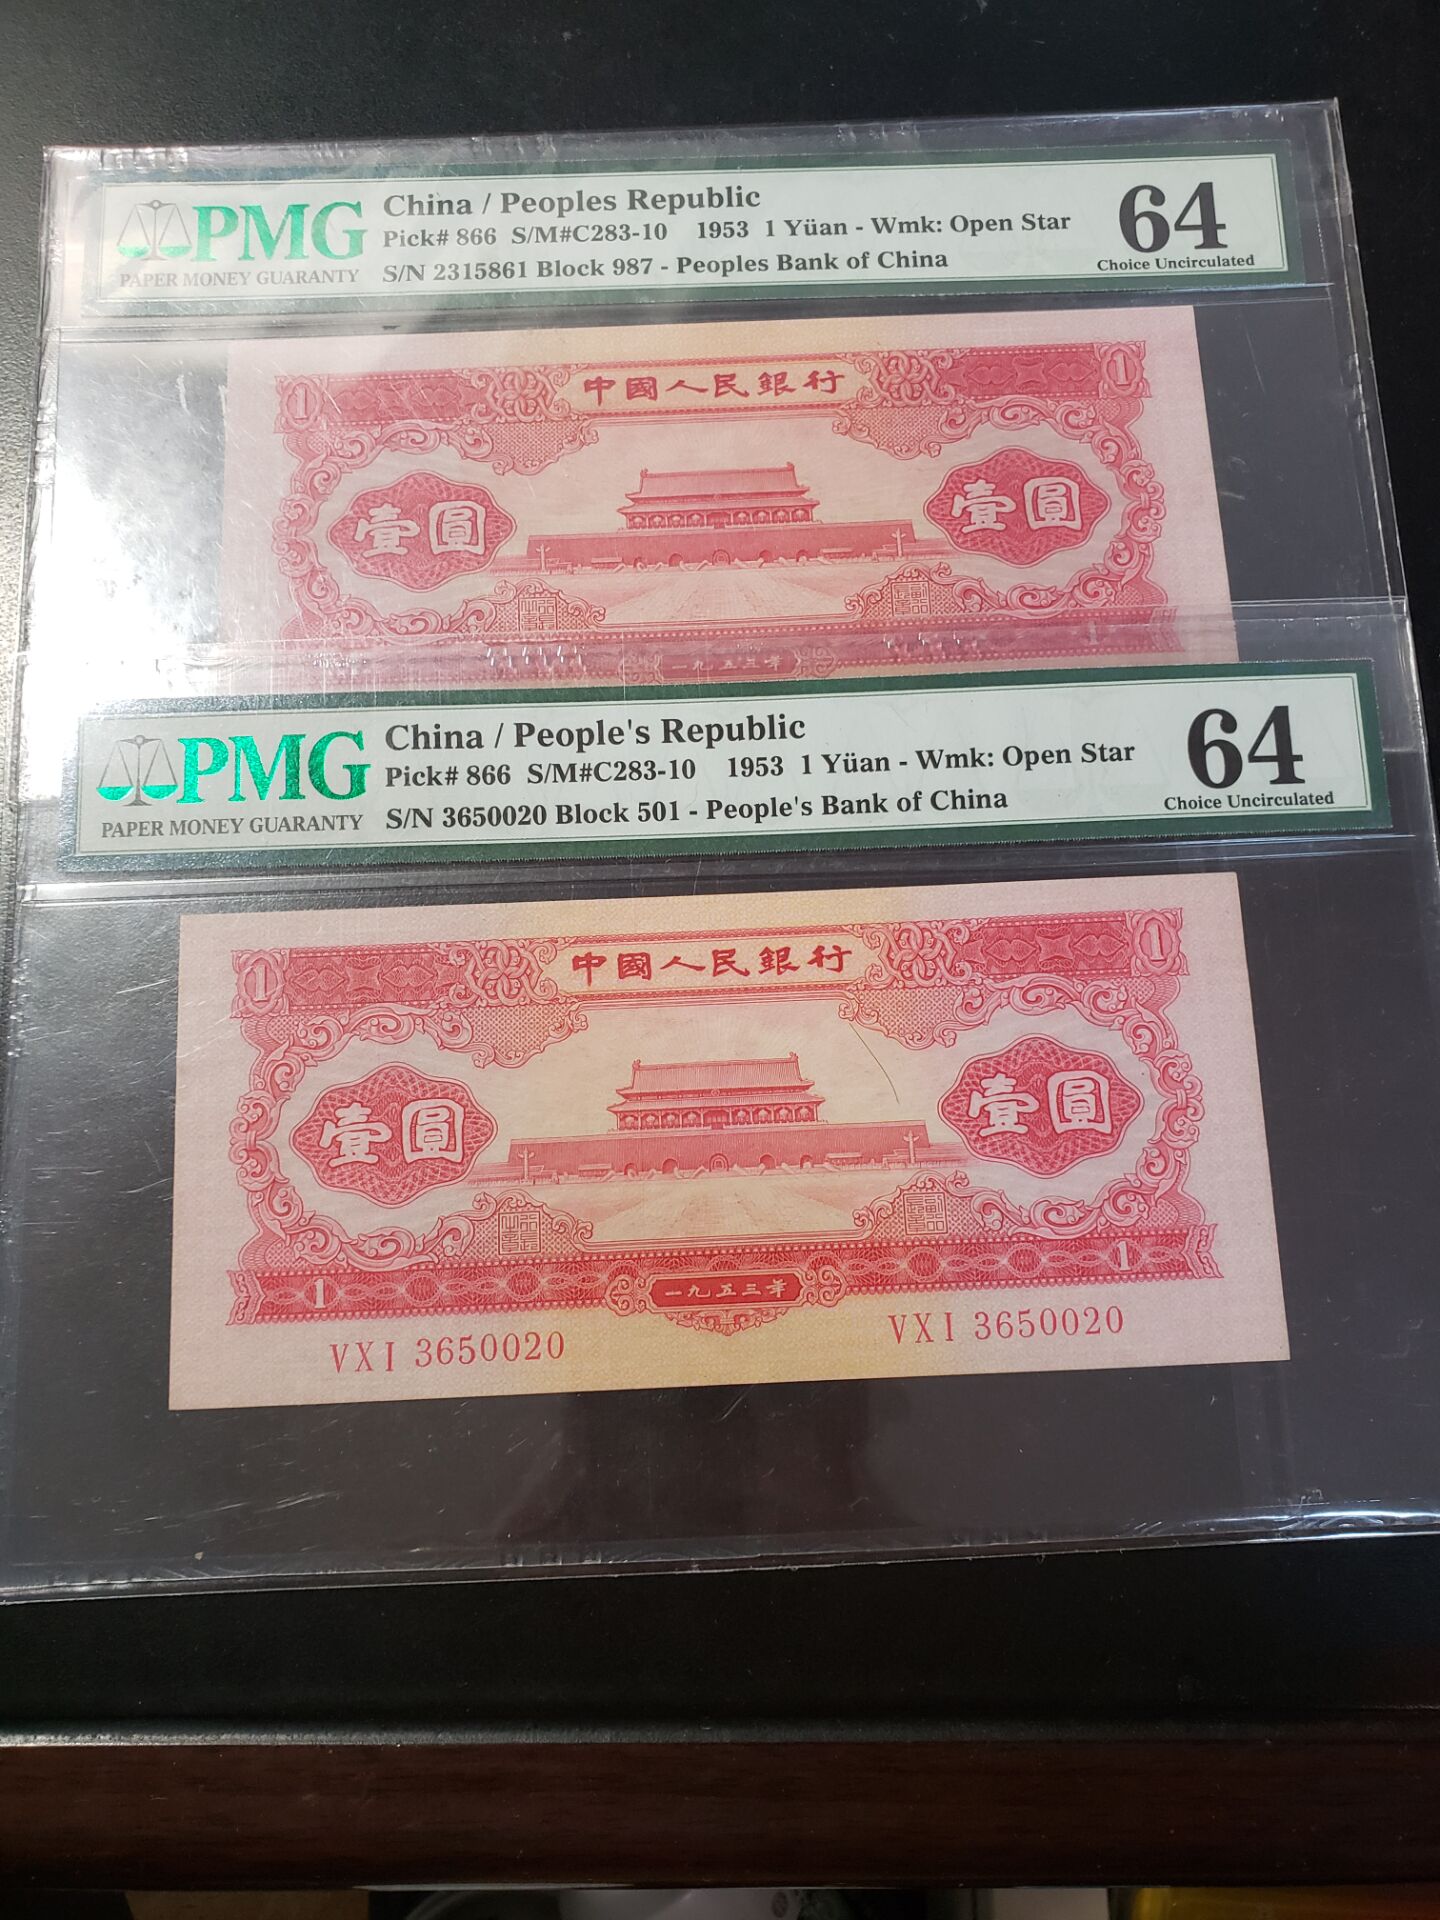 PMG
PAPER MONEY GUARANTY
China / Peoples Republic
Pick# 866 S/M#C283-10 1953 1 Yüan - Wmk: Open Star
S/N 2315861 Block 987 - Peoples Bank of China
64
Choice Uncirculated
1
中國人民銀行
1
壹圓
壹圓
1
一九五三年
PMG
PAPER MONEY GUARANTY
China / People's Republic
Pick# 866 S/M#C283-10 1953 1 Yüan - Wmk: Open Star
S/N 3650020 Block 501 - People's Bank of China
64
Choice Uncirculated
1
中國人民銀行
1
壹圓
壹圓
1
一九五三年
1
VXI 3650020
VXI 3650020